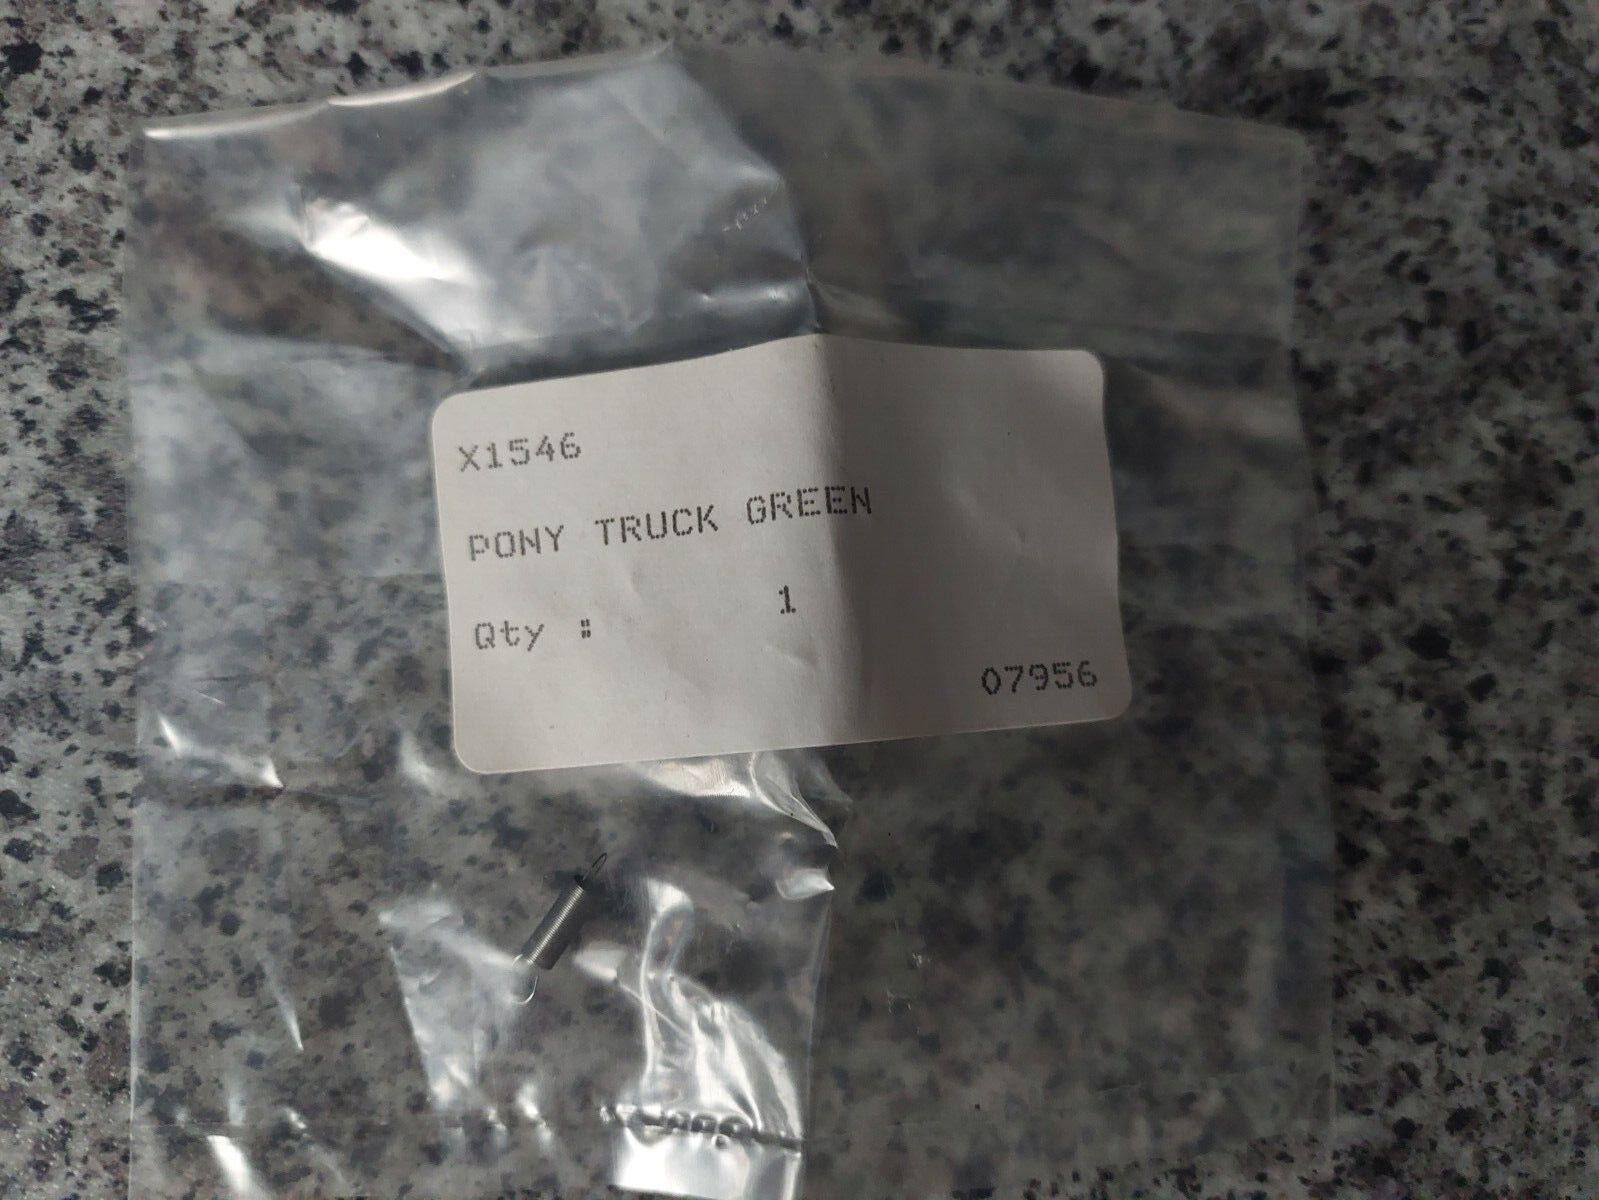 X1546
PONY TRUCK GREEN
Qty : 1
07956